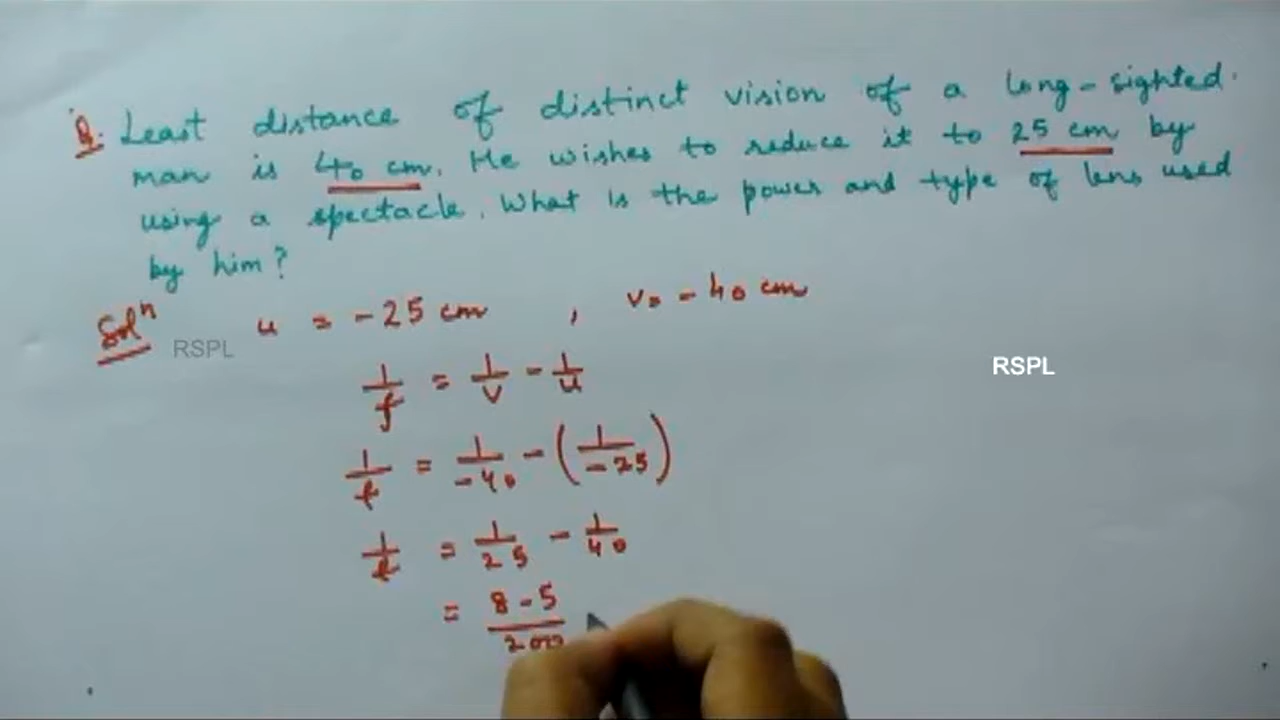 Q. Least distance of distinct vision of a long-sighted
man is 40 cm. He wishes to reduce it to 25 cm by
using a spectacle. What is the power and type of lens used
by him?
Solⁿ u = -25 cm , v = -40 cm
RSPL
RSPL
1/f = 1/v - 1/u
1/f = 1/-40 - (1/-25)
1/f = 1/25 - 1/40
= 8-5/200